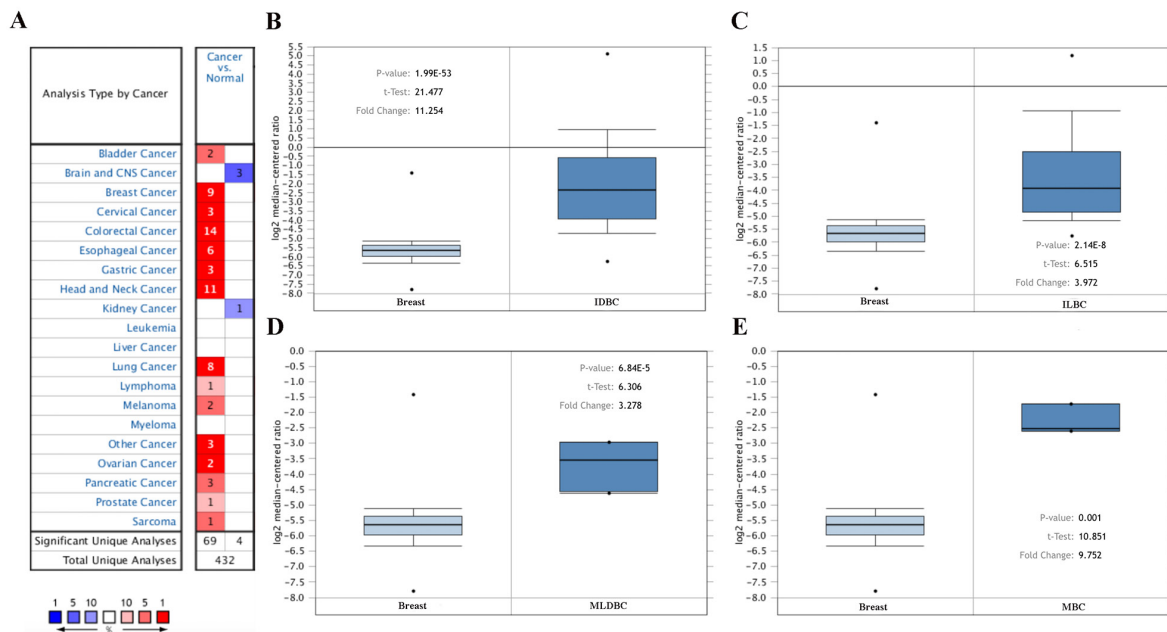 A
Analysis Type by Cancer
Cancer
vs.
Normal
Bladder Cancer 2
Brain and CNS Cancer 3
Breast Cancer 9
Cervical Cancer 3
Colorectal Cancer 14
Esophageal Cancer 6
Gastric Cancer 3
Head and Neck Cancer 11
Kidney Cancer 1
Leukemia
Liver Cancer
Lung Cancer 8
Lymphoma 1
Melanoma 2
Myeloma
Other Cancer 3
Ovarian Cancer 2
Pancreatic Cancer 3
Prostate Cancer 1
Sarcoma 1
Significant Unique Analyses 69 4
Total Unique Analyses 432
1 5 10 10 5 1
%
B
log2 median-centered ratio
5.5
5.0
4.5
4.0
3.5
3.0
2.5
2.0
1.5
1.0
0.5
0.0
-0.5
-1.0
-1.5
-2.0
-2.5
-3.0
-3.5
-4.0
-4.5
-5.0
-5.5
-6.0
-6.5
-7.0
-7.5
-8.0
P-value: 1.99E-53
t-Test: 21.477
Fold Change: 11.254
Breast IDBC
C
log2 median-centered ratio
1.5
1.0
0.5
0.0
-0.5
-1.0
-1.5
-2.0
-2.5
-3.0
-3.5
-4.0
-4.5
-5.0
-5.5
-6.0
-6.5
-7.0
-7.5
-8.0
P-value: 2.14E-8
t-Test: 6.515
Fold Change: 3.972
Breast ILBC
D
log2 median-centered ratio
0.0
-0.5
-1.0
-1.5
-2.0
-2.5
-3.0
-3.5
-4.0
-4.5
-5.0
-5.5
-6.0
-6.5
-7.0
-7.5
-8.0
P-value: 6.84E-5
t-Test: 6.306
Fold Change: 3.278
Breast MLDBC
E
log2 median-centered ratio
0.0
-0.5
-1.0
-1.5
-2.0
-2.5
-3.0
-3.5
-4.0
-4.5
-5.0
-5.5
-6.0
-6.5
-7.0
-7.5
-8.0
P-value: 0.001
t-Test: 10.851
Fold Change: 9.752
Breast MBC